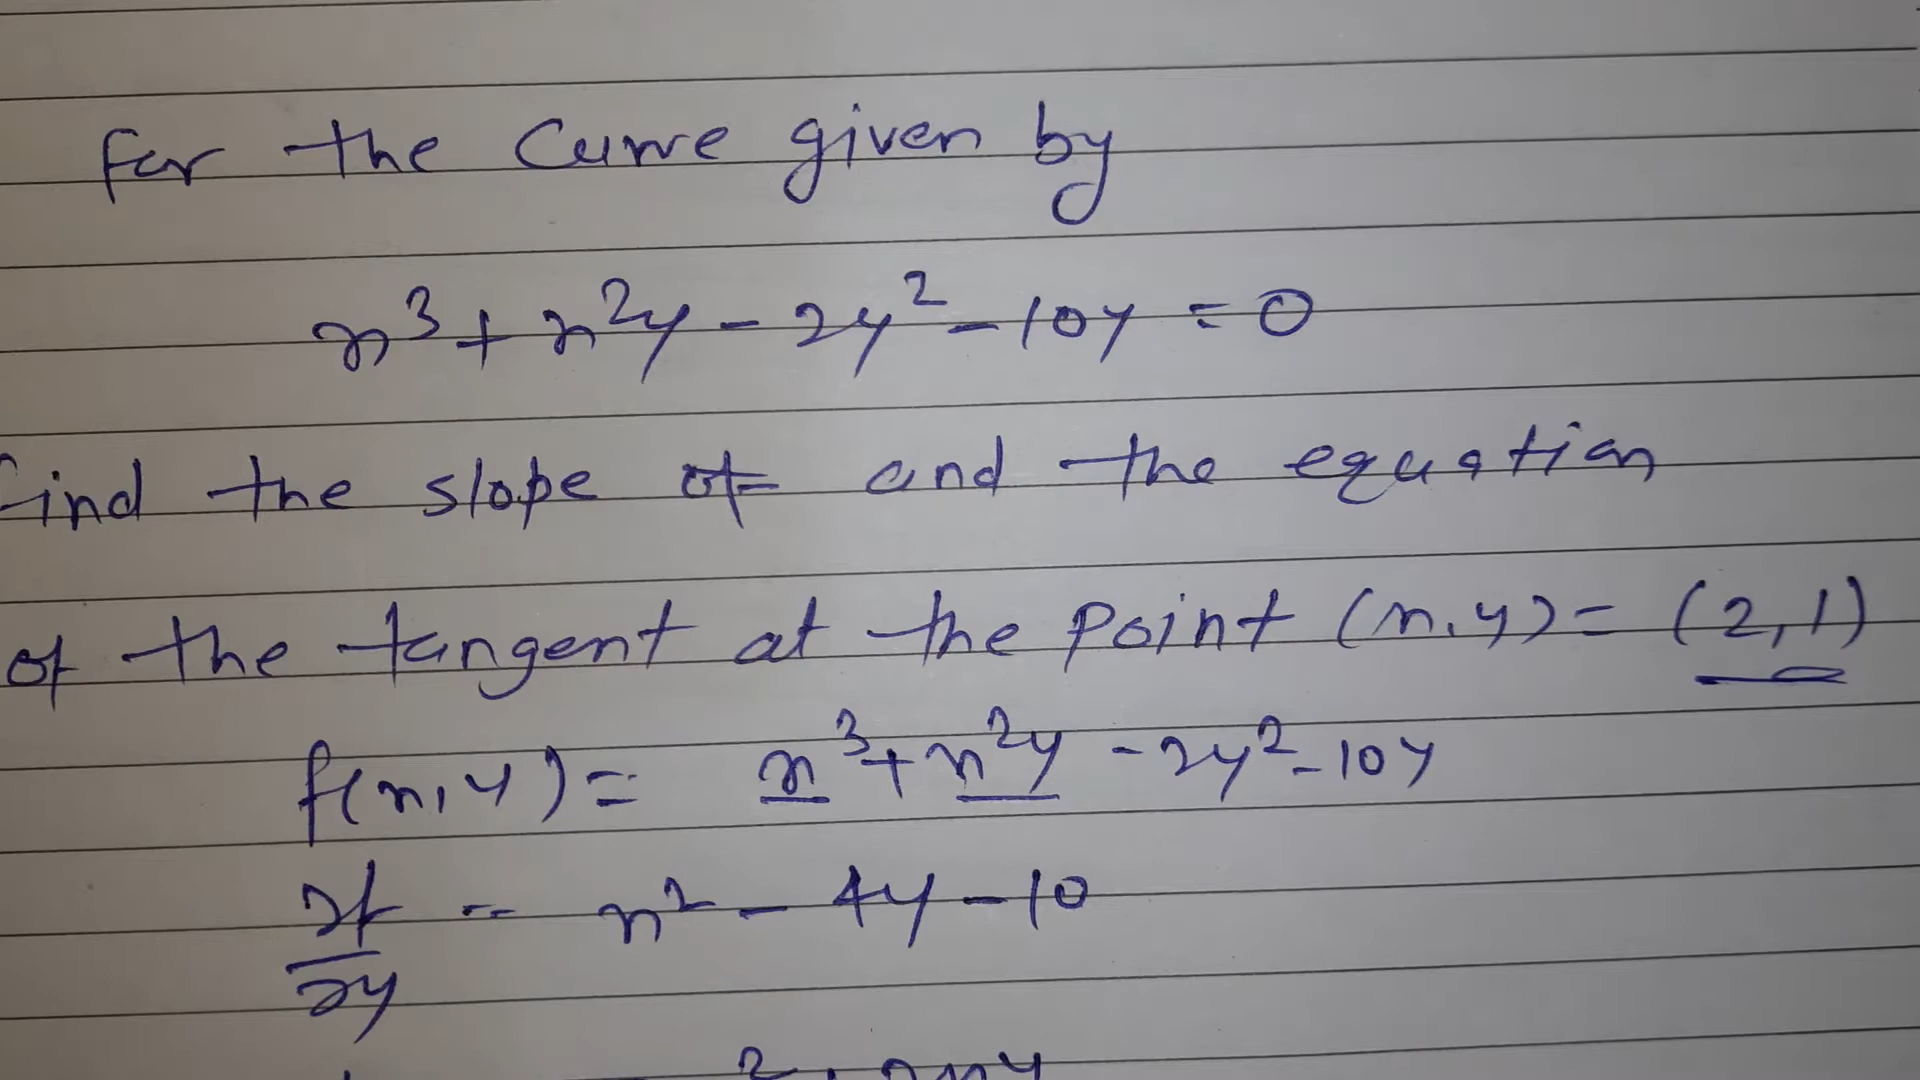 for the curve given by
x³ + x²y - 2y² - 10y = 0
find the slope of and the equation
of the tangent at the point (x,y) = (2,1)
f(x,y) = x³ + x²y - 2y² - 10y
∂f/∂y = x² - 4y - 10